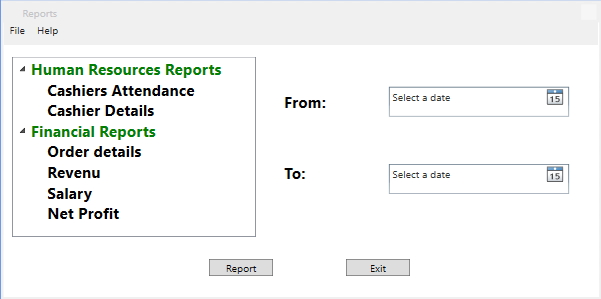 Reports
File Help
Human Resources Reports
Cashiers Attendance
Cashier Details
Financial Reports
Order details
Revenu
Salary
Net Profit
From: Select a date 15
To: Select a date 15
Report Exit